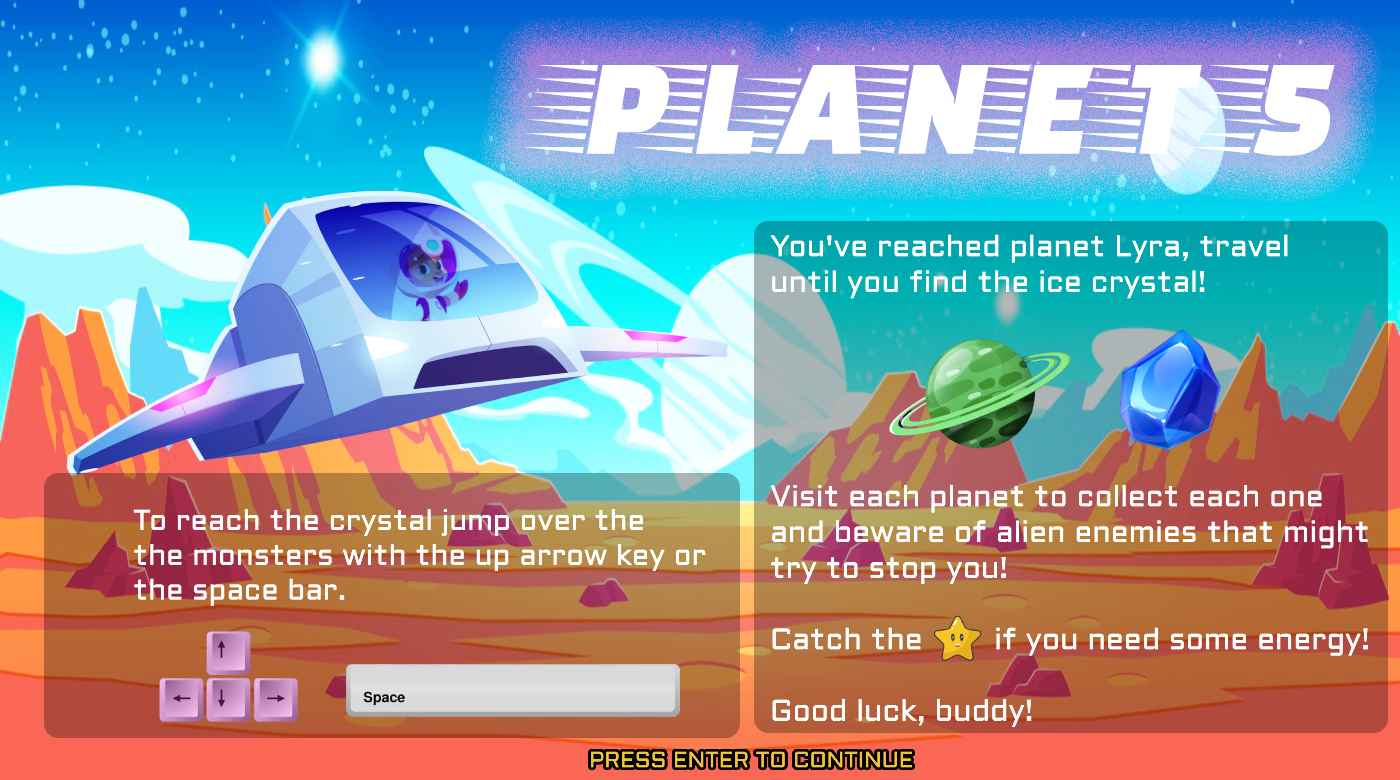 PLANET 5
You've reached planet Lyra, travel
until you find the ice crystal!
Visit each planet to collect each one
and beware of alien enemies that might
try to stop you!
Catch the if you need some energy!
Good luck, buddy!
To reach the crystal jump over the
the monsters with the up arrow key or
the space bar.
↑
← ↓ →
Space
PRESS ENTER TO CONTINUE